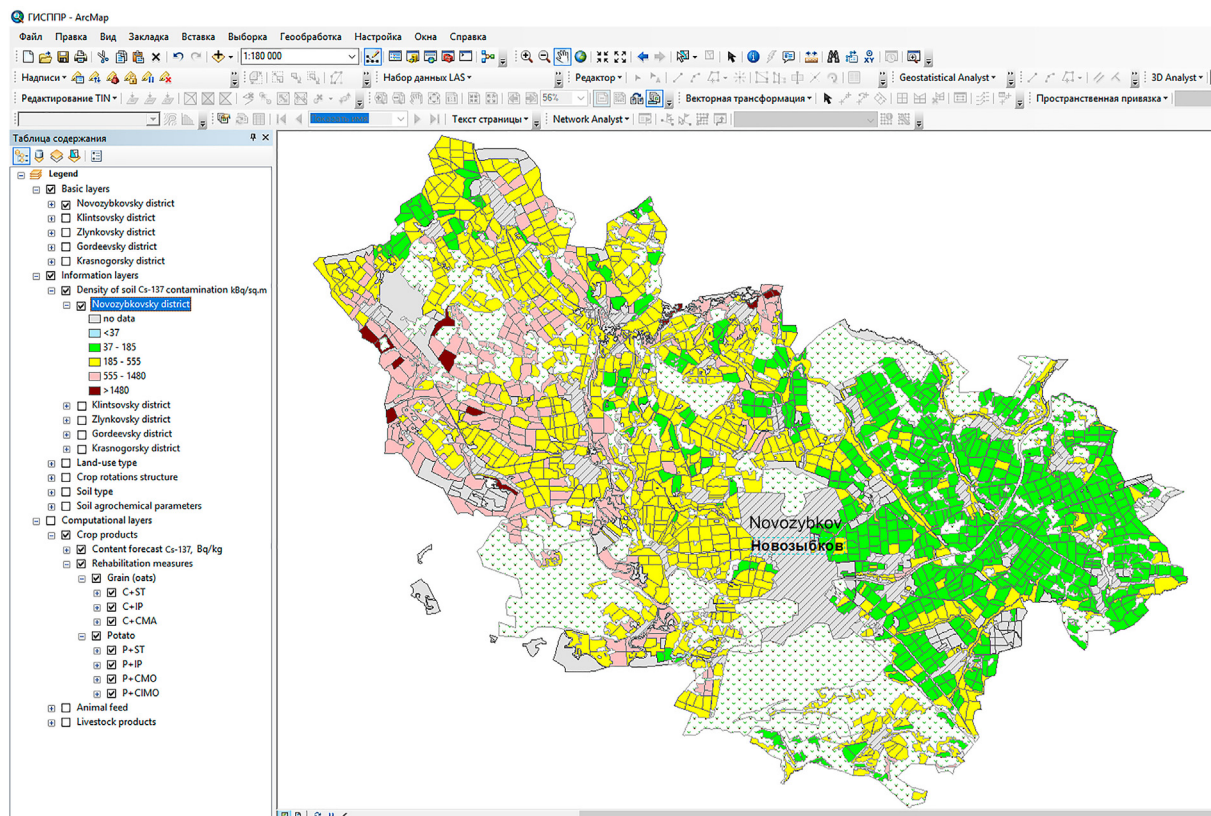 ГИСППР - ArcMap
Файл Правка Вид Закладка Вставка Выборка Геообработка Настройка Окна Справка
1:180 000
Надписи Набор данных LAS Редактор Geostatistical Analyst 3D Analyst
Редактирование TIN 56% Векторная трансформация Пространственная привязка
Текст страницы Network Analyst
Таблица содержания
Legend
Basic layers
Novozybkovsky district
Klintsovsky district
Zlynkovsky district
Gordeevsky district
Krasnogorsky district
Information layers
Density of soil Cs-137 contamination kBq/sq.m
Novozybkovsky district
no data
<37
37 - 185
185 - 555
555 - 1480
> 1480
Klintsovsky district
Zlynkovsky district
Gordeevsky district
Krasnogorsky district
Land-use type
Crop rotations structure
Soil type
Soil agrochemical parameters
Computational layers
Crop products
Content forecast Cs-137, Bq/kg
Rehabilitation measures
Grain (oats)
C+ST
C+IP
C+CMA
Potato
P+ST
P+IP
P+CMO
P+CIMO
Animal feed
Livestock products
Novozybkov
Новозыбков